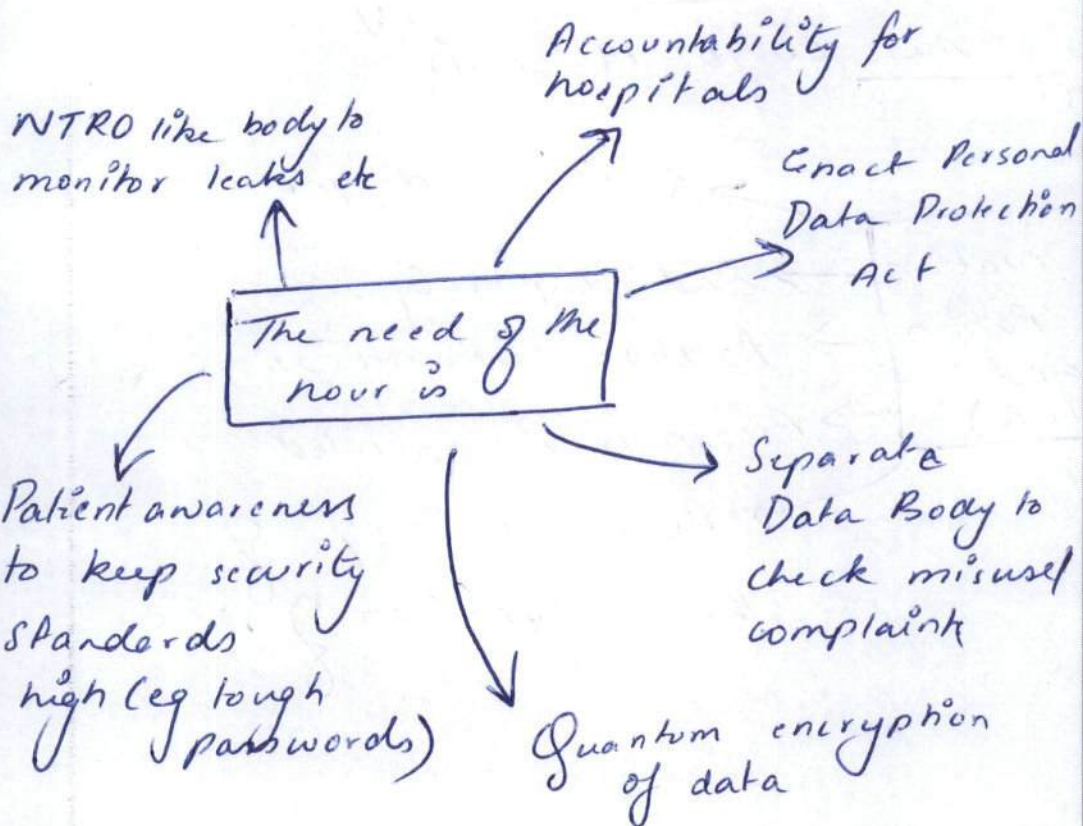 Accountability for
hospitals
NTRO like body to
monitor leaks etc
Enact Personal
Data Protection
Act
The need of the
hour is
Patient awareness
to keep security
standards
high (eg tough
passwords)
Separate
Data Body to
check misuse/
complaints
Quantum encryption
of data